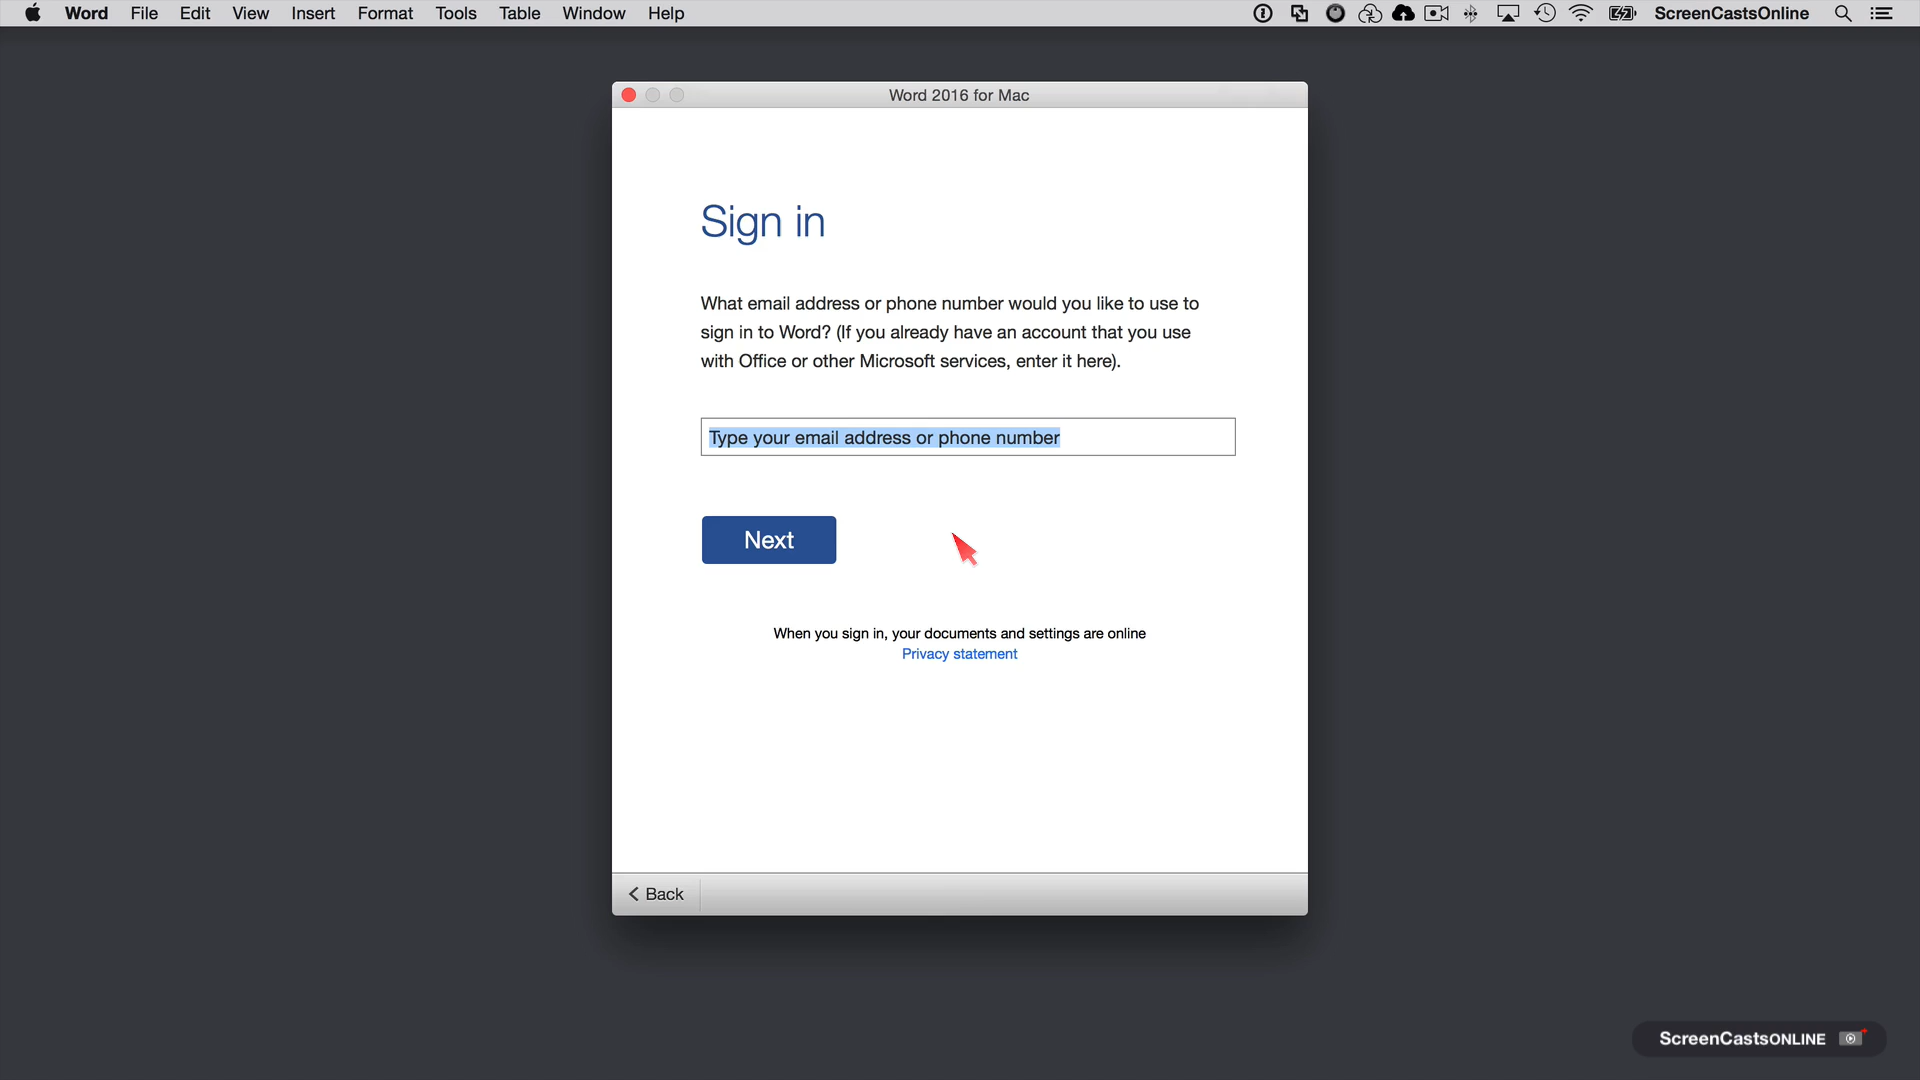 Word File Edit View Insert Format Tools Table Window Help ScreenCastsOnline
Word 2016 for Mac
Sign in
What email address or phone number would you like to use to
sign in to Word? (If you already have an account that you use
with Office or other Microsoft services, enter it here).
Type your email address or phone number
Next
When you sign in, your documents and settings are online
Privacy statement
Back
ScreenCastsONLINE